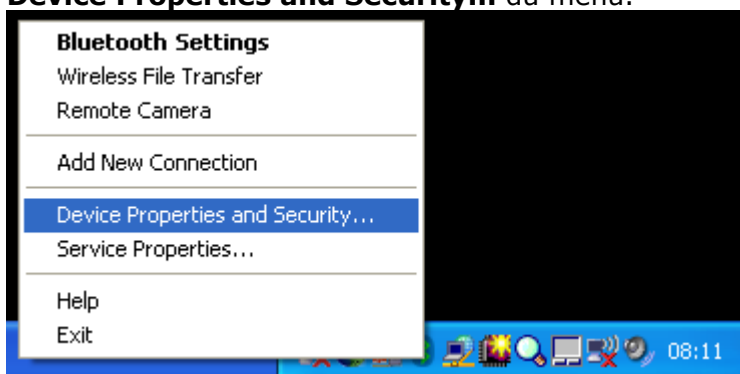 Device Properties and Security... du menu.
Bluetooth Settings
Wireless File Transfer
Remote Camera
Add New Connection
Device Properties and Security...
Service Properties...
Help
Exit
08:11